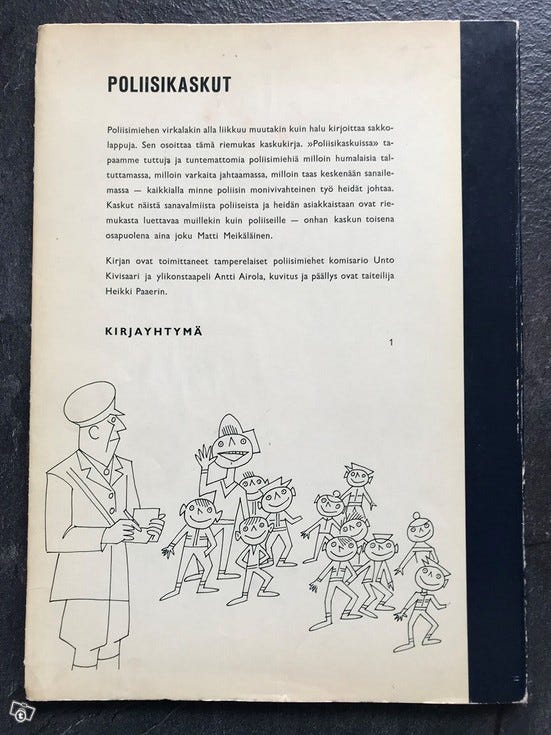 POLIISIKASKUT
Poliisimiehen virkalakin alla liikkuu muutakin kuin halu kirjoittaa sakko-
lappuja. Sen osoittaa tämä riemukas kaskukirja. »Poliisikaskuissa» ta-
paamme tuttuja ja tuntemattomia poliisimiehiä milloin humalaisia tal-
tuttamassa, milloin varkaita jahtaamassa, milloin taas keskenään sanaile-
massa — kaikkialla minne poliisin monivivahteinen työ heidät johtaa.
Kaskut näistä sanavalmiista poliiseista ja heidän asiakkaistaan ovat rie-
mukasta luettavaa muillekin kuin poliiseille — onhan kaskun toisena
osapuolena aina joku Matti Meikäläinen.
Kirjan ovat toimittaneet tamperelaiset poliisimiehet komisario Unto
Kivisaari ja ylikonstaapeli Antti Airola, kuvitus ja päällys ovat taiteilija
Heikki Paaerin.
KIRJAYHTYMÄ
1